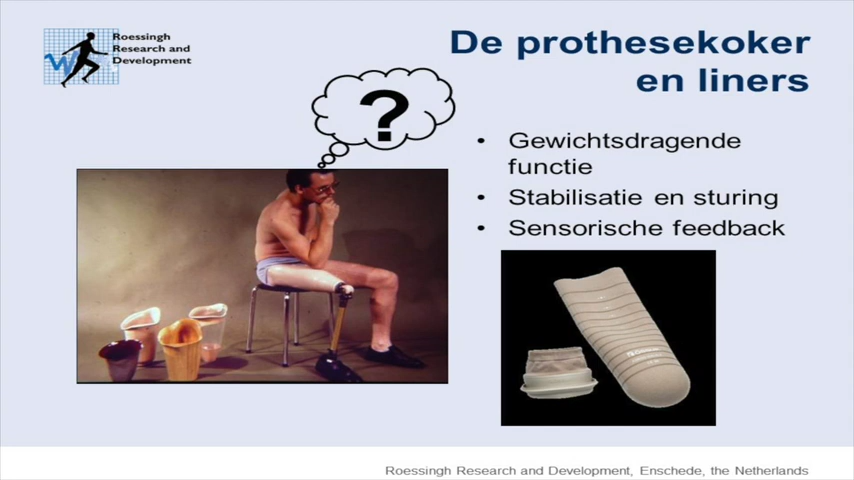 Roessingh
Research and
Development
De prothesekoker
en liners
?
• Gewichtsdragende
functie
• Stabilisatie en sturing
• Sensorische feedback
Roessingh Research and Development, Enschede, the Netherlands